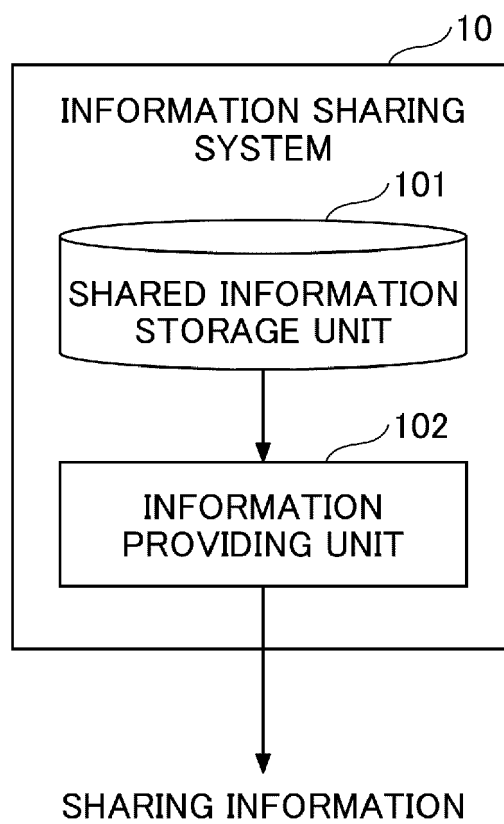 10
INFORMATION SHARING
SYSTEM
101
SHARED INFORMATION
STORAGE UNIT
102
INFORMATION
PROVIDING UNIT
SHARING INFORMATION